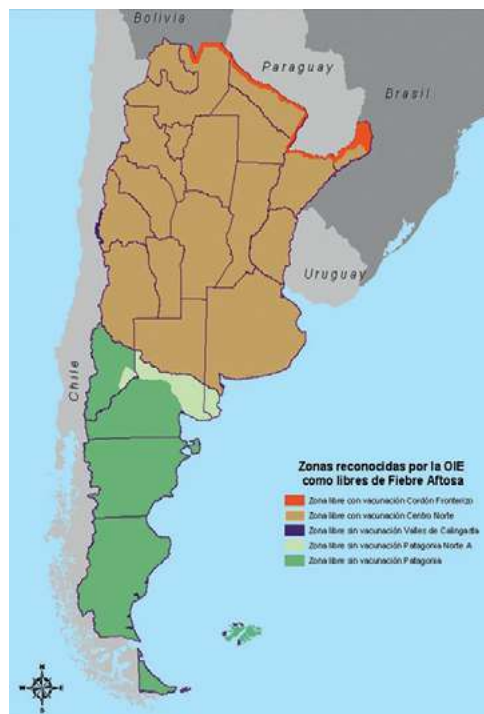 Bolivia
Paraguay
Brasil
Uruguay
Chile
Zonas reconocidas por la OIE
como libres de Fiebre Aftosa
Zona libre con vacunación Cordón Fronterizo
Zona libre con vacunación Centro Norte
Zona libre sin vacunación Valles de Calingasta
Zona libre sin vacunación Patagonia Norte A
Zona libre sin vacunación Patagonia
N
W
E
S